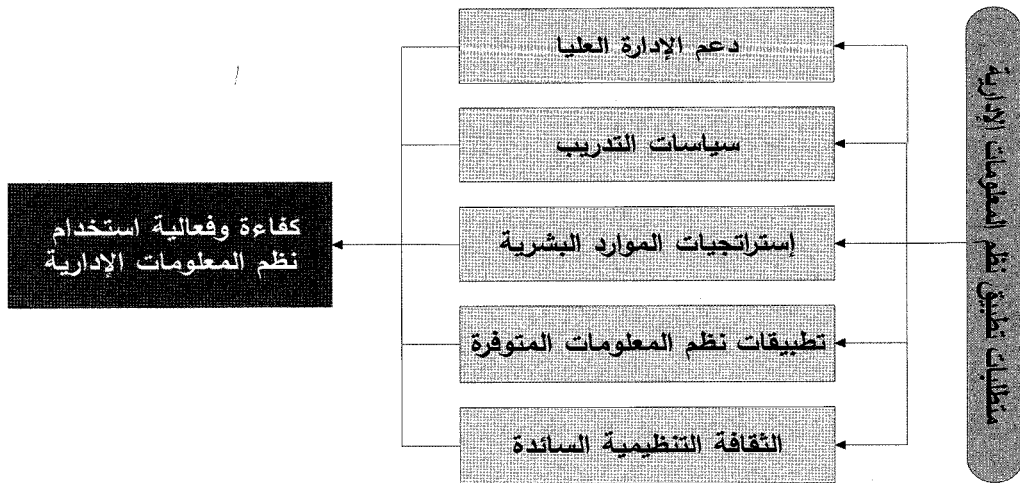 متطلبات تطبيق نظم المعلومات الإدارية
دعم الإدارة العليا
سياسات التدريب
إستراتجيات الموارد البشرية
تطبيقات نظم المعلومات المتوفرة
الثقافة التنظيمية السائدة
كفاءة وفعالية استخدام
نظم المعلومات الإدارية